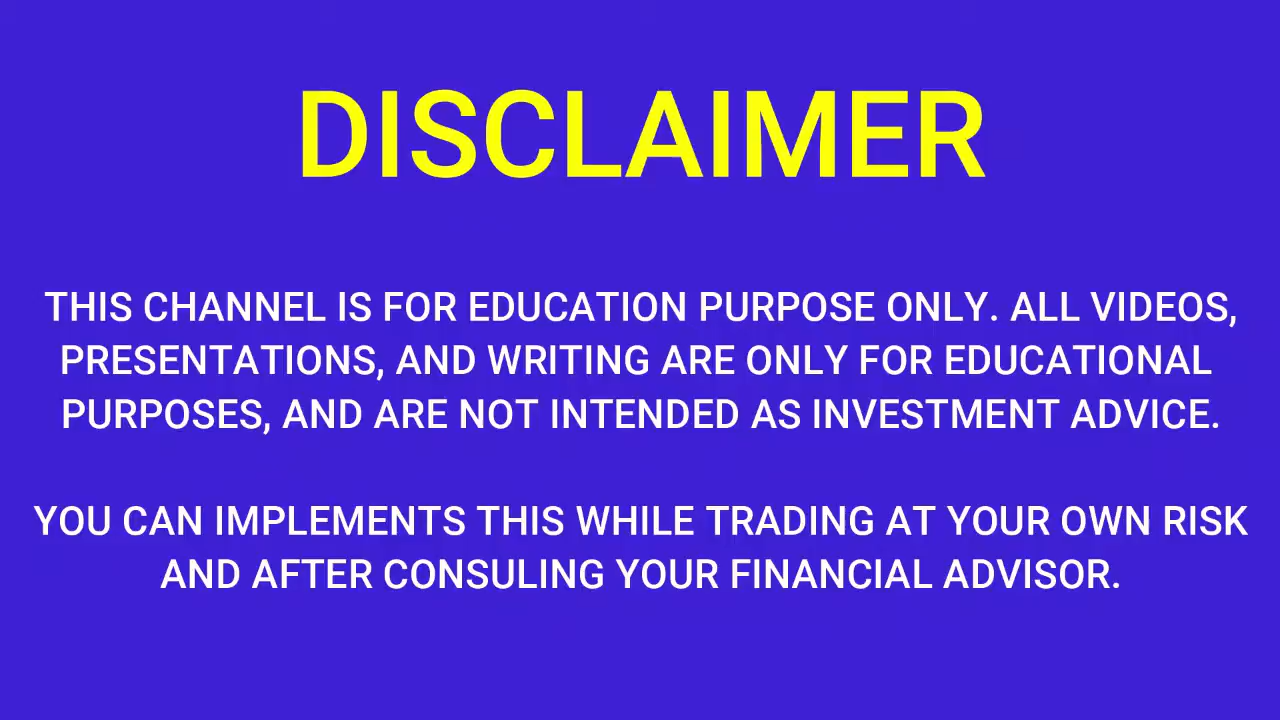 DISCLAIMER
THIS CHANNEL IS FOR EDUCATION PURPOSE ONLY. ALL VIDEOS,
PRESENTATIONS, AND WRITING ARE ONLY FOR EDUCATIONAL
PURPOSES, AND ARE NOT INTENDED AS INVESTMENT ADVICE.
YOU CAN IMPLEMENTS THIS WHILE TRADING AT YOUR OWN RISK
AND AFTER CONSULING YOUR FINANCIAL ADVISOR.